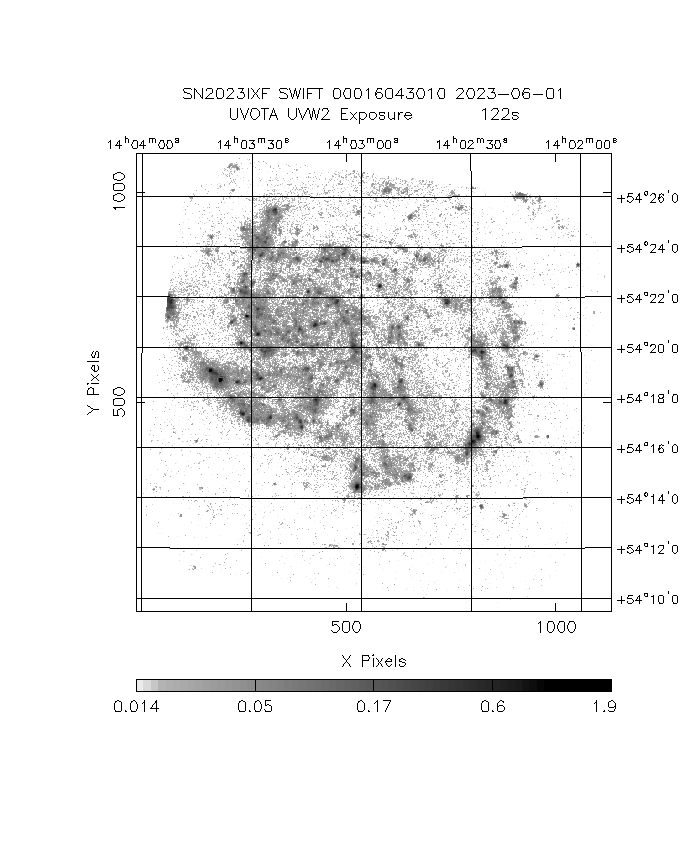 SN2023IXF SWIFT 00016043010 2023-06-01
UVOTA UVW2 Exposure 122s
14ʰ04ᵐ00ˢ 14ʰ03ᵐ30ˢ 14ʰ03ᵐ00ˢ 14ʰ02ᵐ30ˢ 14ʰ02ᵐ00ˢ
1000
+54°26'0
+54°24'0
+54°22'0
+54°20'0
Y Pixels
500
+54°18'0
+54°16'0
+54°14'0
+54°12'0
+54°10'0
500 1000
X Pixels
0.014 0.05 0.17 0.6 1.9